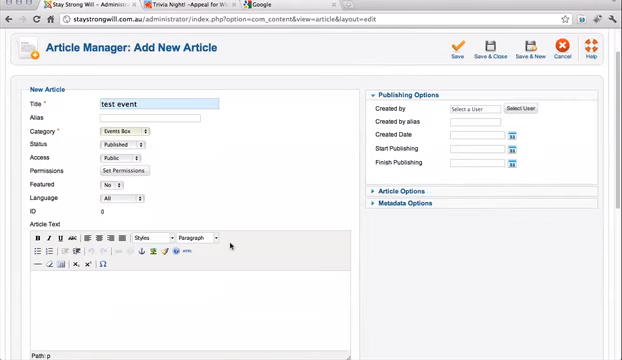 Stay Strong Will. - Administra
Trivia Night! ~Appeal for W
Google
staystrongwill.com.au/administrator/index.php?option=com_content&view=article&layout=edit
Article Manager: Add New Article
Save
Save & Close
Save & New
Cancel
Help
New Article
Title *
test event
Alias
Category *
Events Box
Status
Published
Access
Public
Permissions
Set Permissions
Featured
No
Language
All
ID
0
Article Text
B I U ABC
Styles
Paragraph
HTML
Path: p
Publishing Options
Created by
Select a User
Select User
Created by alias
Created Date
Start Publishing
Finish Publishing
Article Options
Metadata Options